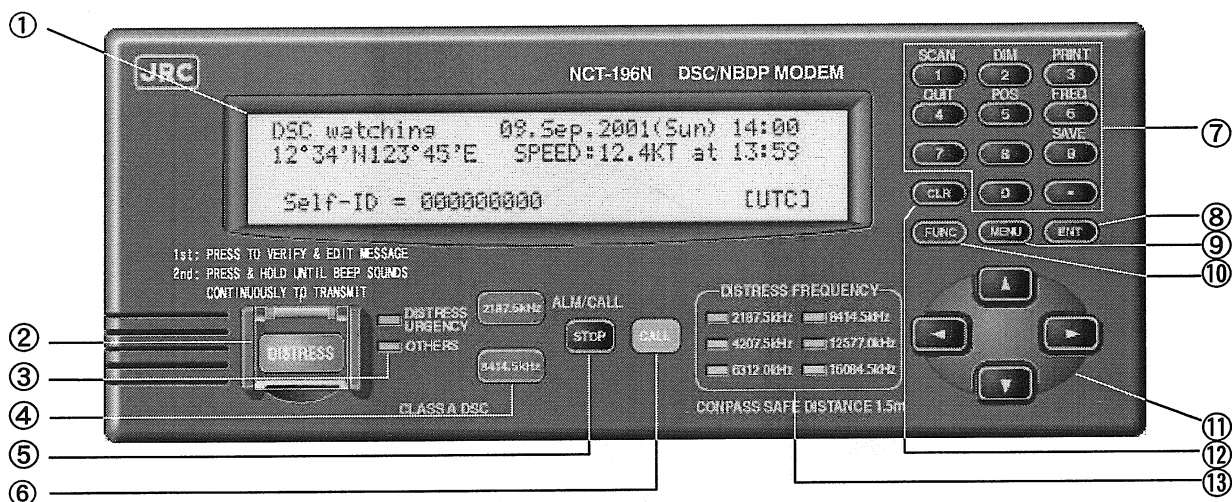 ①
JRC
NCT-196N DSC/NBDP MODEM
DSC watching 09.Sep.2001(Sun) 14:00
12°34'N123°45'E SPEED:12.4KT at 13:59
Self-ID = 000000000 [UTC]
SCAN DIM PRINT
1 2 3
QUIT POS FREQ
4 5 6
SAVE
7 8 9
CLR 0
FUNC MENU ENT
⑦
⑧
⑨
⑩
1st: PRESS TO VERIFY & EDIT MESSAGE
2nd: PRESS & HOLD UNTIL BEEP SOUNDS
CONTINUOUSLY TO TRANSMIT
DISTRESS
DISTRESS
URGENCY
OTHERS
2187.5kHz
8414.5kHz
CLASS A DSC
ALM/CALL
STOP
CALL
DISTRESS FREQUENCY
2187.5kHz 8414.5kHz
4207.5kHz 12577.0kHz
6312.0kHz 16084.5kHz
CONPASS SAFE DISTANCE 1.5m
②
③
④
⑤
⑥
⑪
⑫
⑬